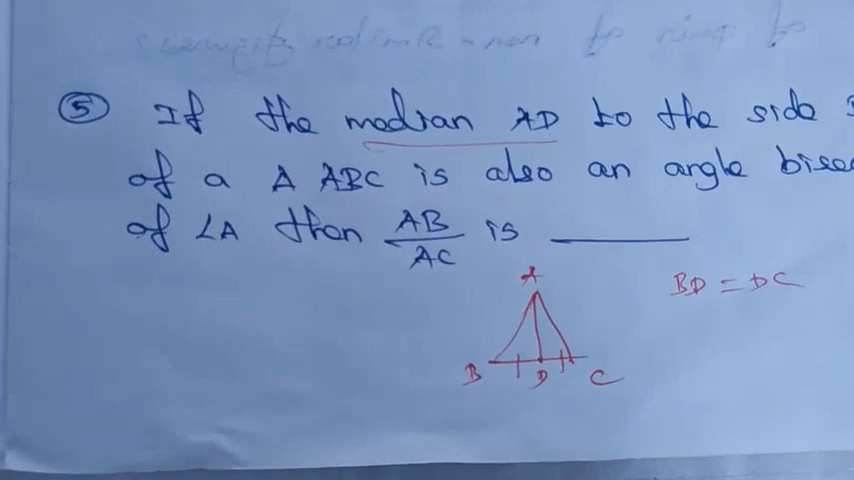 ⑤ If the median AD to the side
of a Δ ABC is also an angle
of ∠A then AB/AC is ______
A
BD = DC
B D C